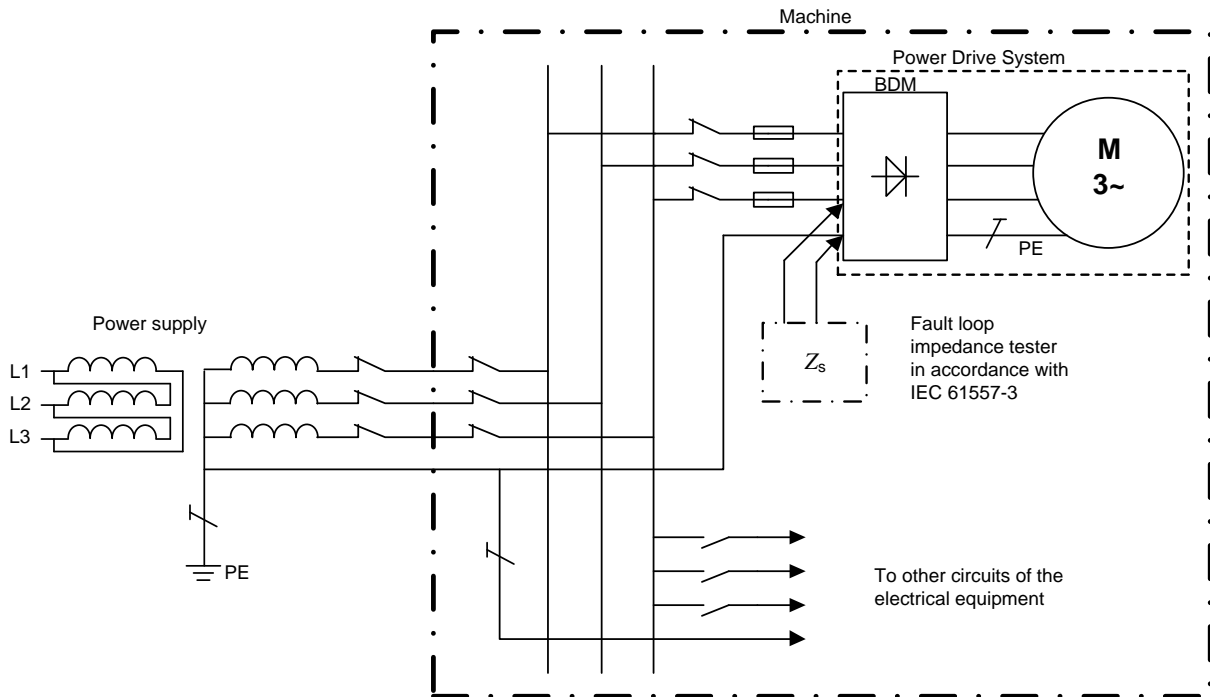 Machine
Power Drive System
BDM
M
3~
PE
Power supply
L1
L2
L3
Zs
Fault loop
impedance tester
in accordance with
IEC 61557-3
PE
To other circuits of the
electrical equipment